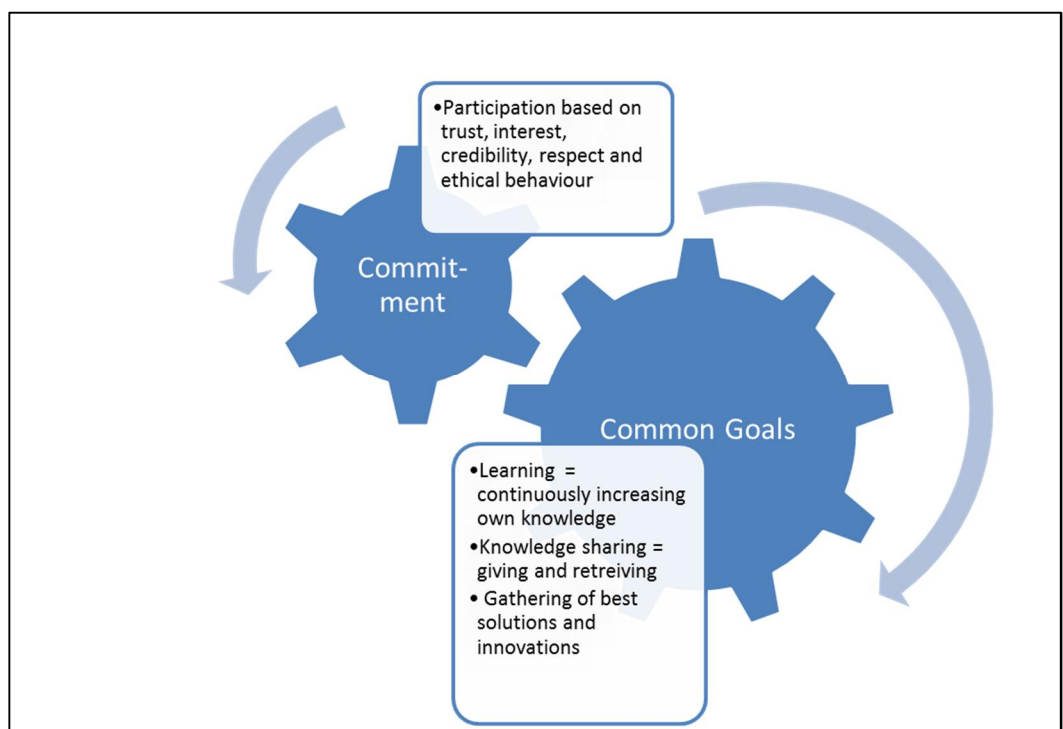 •Participation based on
trust, interest,
credibility, respect and
ethical behaviour
Commit-
ment
Common Goals
•Learning  =
continuously increasing
own knowledge
•Knowledge sharing =
giving and retreiving
• Gathering of best
solutions and
innovations